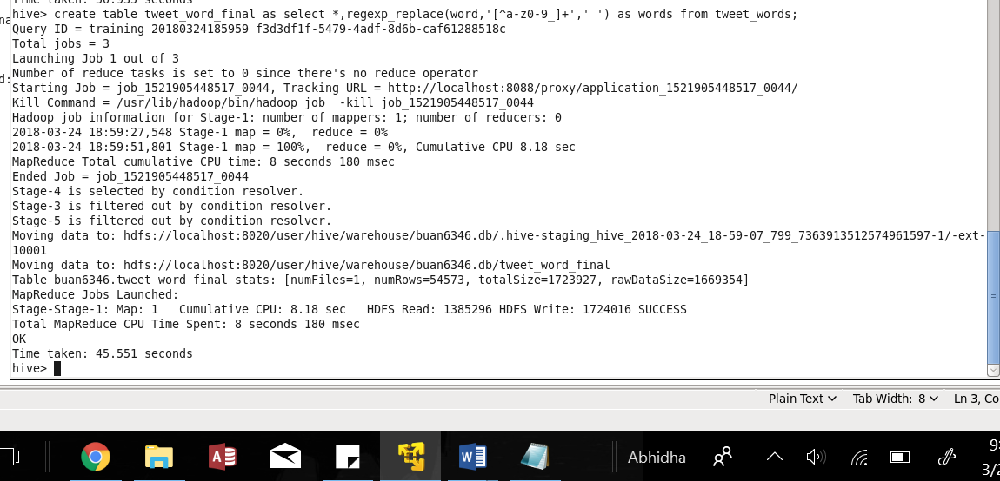 hive> create table tweet_word_final as select *,regexp_replace(word,'[^a-z0-9_]+',' ') as words from tweet_words;
Query ID = training_20180324185959_f3d3df1f-5479-4adf-8d6b-caf61288518c
Total jobs = 3
Launching Job 1 out of 3
Number of reduce tasks is set to 0 since there's no reduce operator
Starting Job = job_1521905448517_0044, Tracking URL = http://localhost:8088/proxy/application_1521905448517_0044/
Kill Command = /usr/lib/hadoop/bin/hadoop job  -kill job_1521905448517_0044
Hadoop job information for Stage-1: number of mappers: 1; number of reducers: 0
2018-03-24 18:59:27,548 Stage-1 map = 0%,  reduce = 0%
2018-03-24 18:59:51,801 Stage-1 map = 100%,  reduce = 0%, Cumulative CPU 8.18 sec
MapReduce Total cumulative CPU time: 8 seconds 180 msec
Ended Job = job_1521905448517_0044
Stage-4 is selected by condition resolver.
Stage-3 is filtered out by condition resolver.
Stage-5 is filtered out by condition resolver.
Moving data to: hdfs://localhost:8020/user/hive/warehouse/buan6346.db/.hive-staging_hive_2018-03-24_18-59-07_799_7363913512574961597-1/-ext-
10001
Moving data to: hdfs://localhost:8020/user/hive/warehouse/buan6346.db/tweet_word_final
Table buan6346.tweet_word_final stats: [numFiles=1, numRows=54573, totalSize=1723927, rawDataSize=1669354]
MapReduce Jobs Launched:
Stage-Stage-1: Map: 1   Cumulative CPU: 8.18 sec   HDFS Read: 1385296 HDFS Write: 1724016 SUCCESS
Total MapReduce CPU Time Spent: 8 seconds 180 msec
OK
Time taken: 45.551 seconds
hive>
Plain Text Tab Width: 8 Ln 3, Co
Abhidha